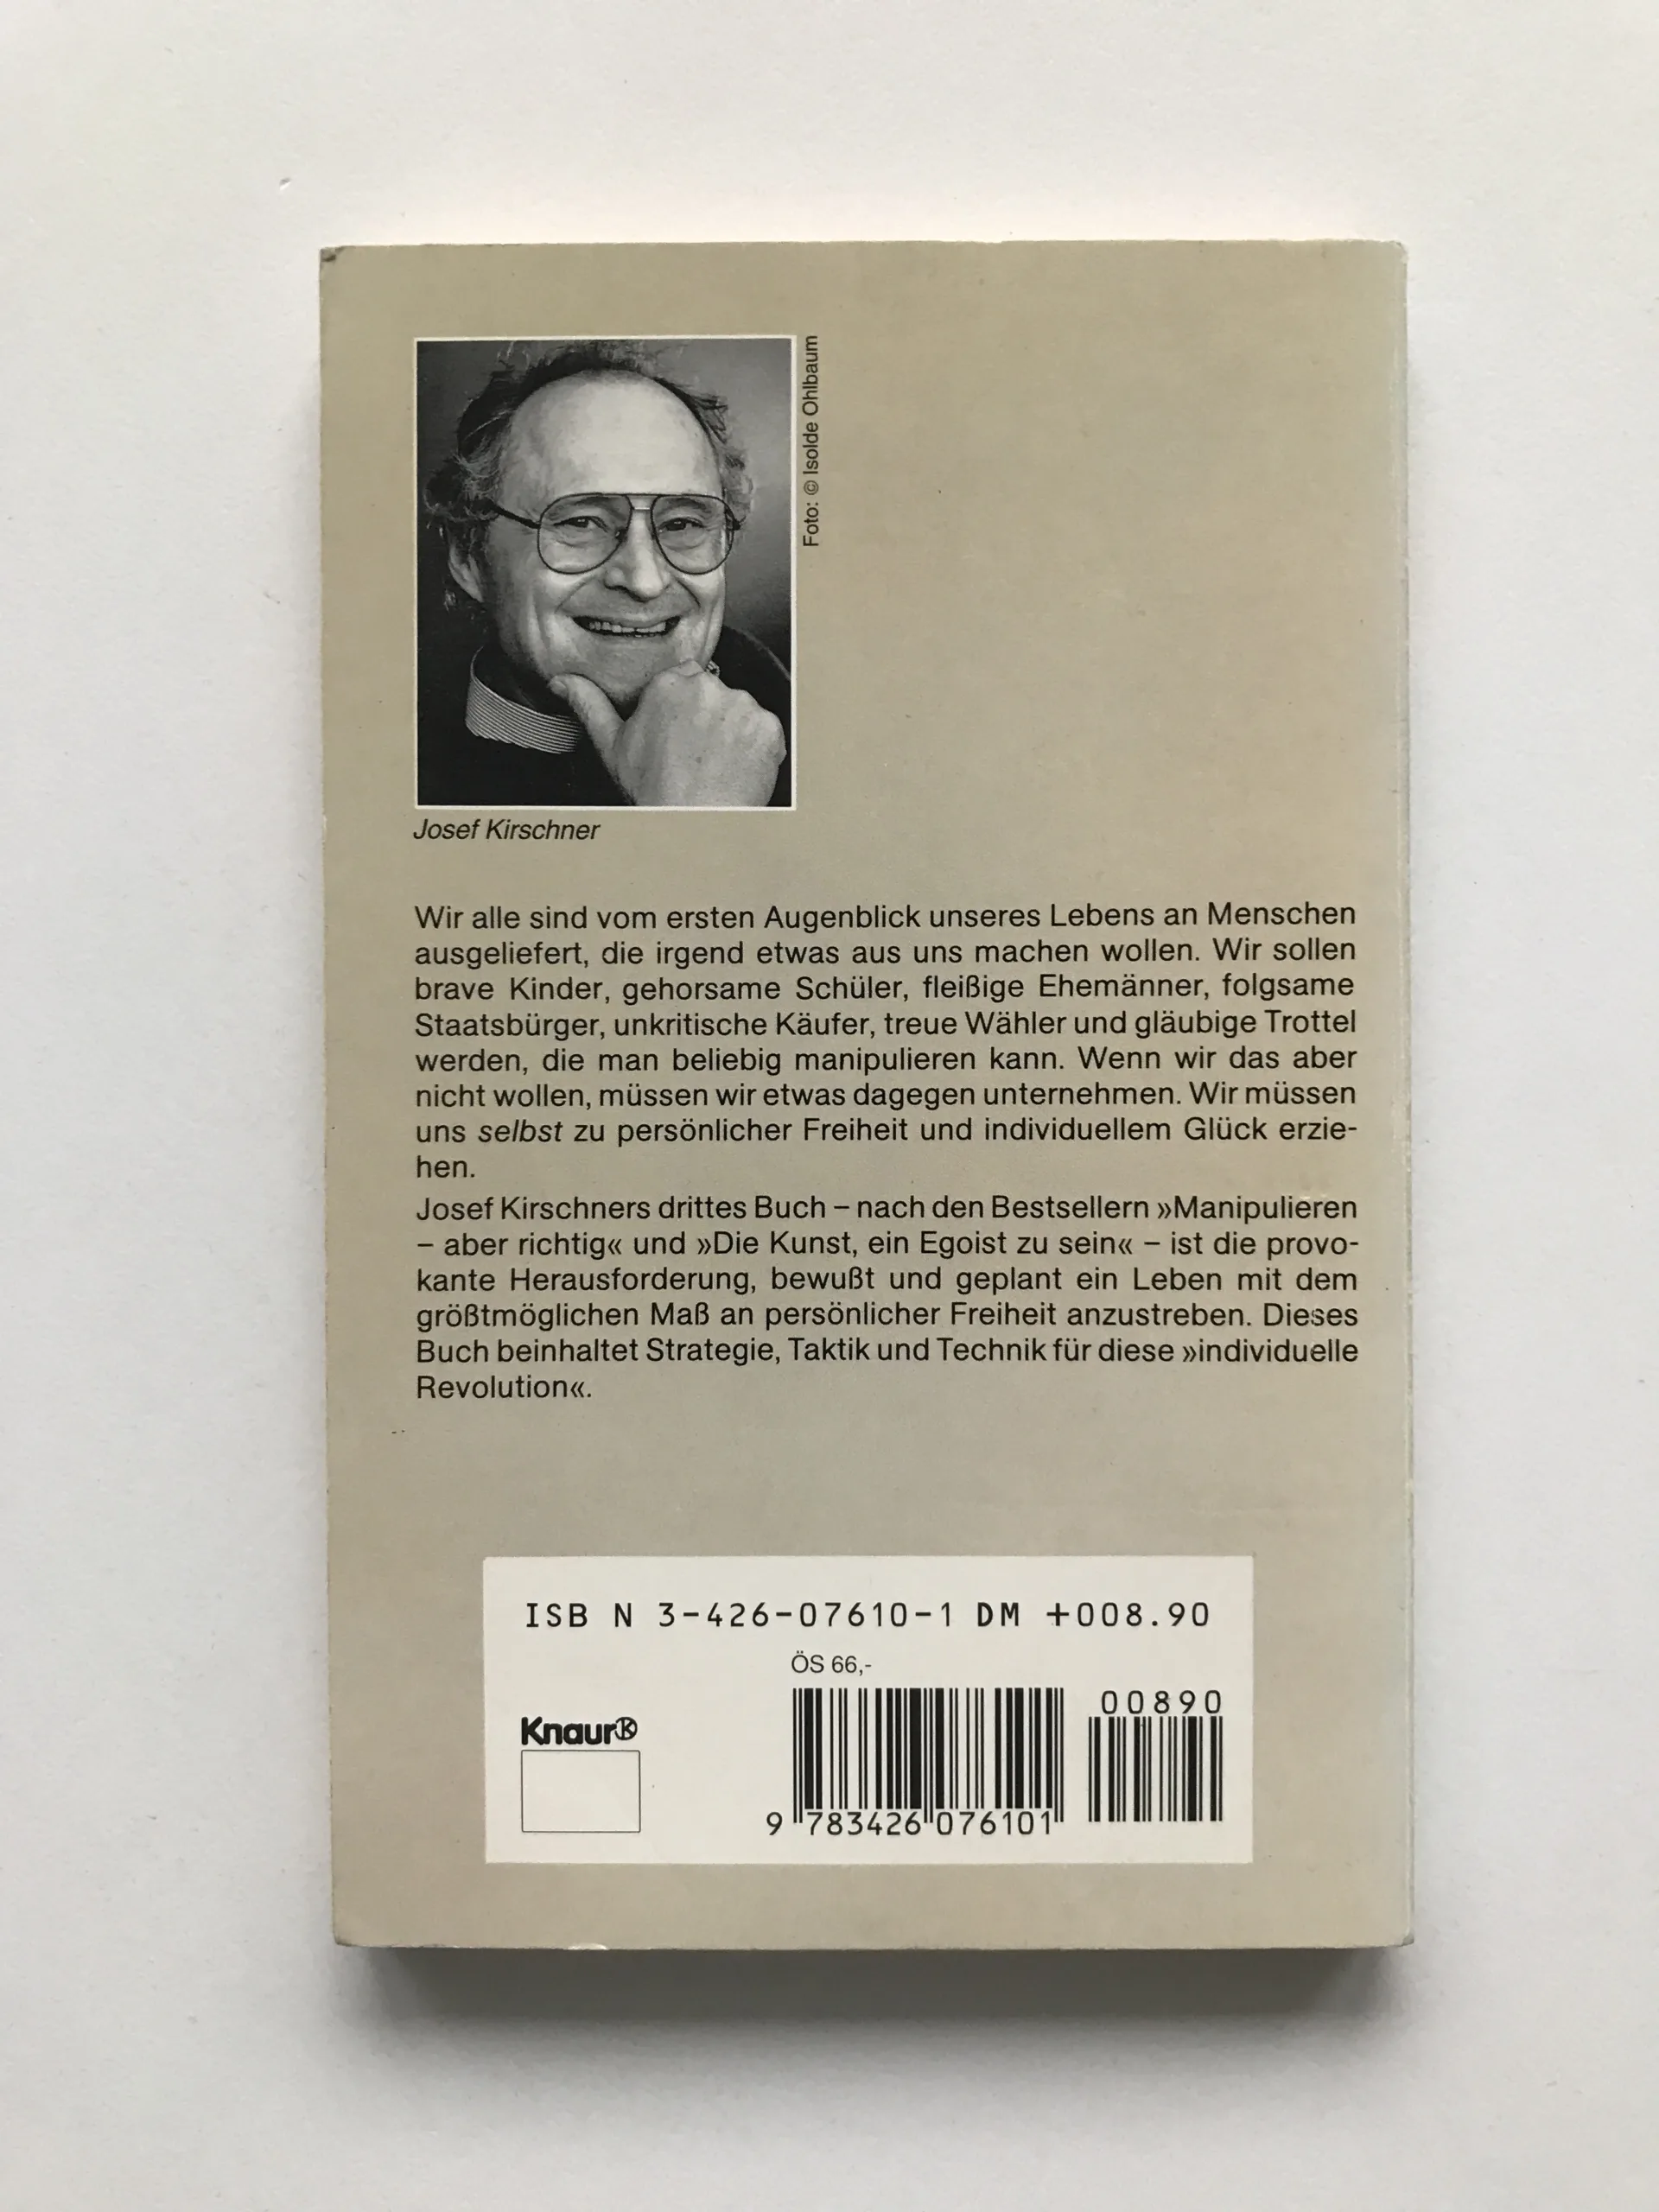 Foto: © Isolde Ohlbaum
Josef Kirschner
Wir alle sind vom ersten Augenblick unseres Lebens an Menschen
ausgeliefert, die irgend etwas aus uns machen wollen. Wir sollen
brave Kinder, gehorsame Schüler, fleißige Ehemänner, folgsame
Staatsbürger, unkritische Käufer, treue Wähler und gläubige Trottel
werden, die man beliebig manipulieren kann. Wenn wir das aber
nicht wollen, müssen wir etwas dagegen unternehmen. Wir müssen
uns selbst zu persönlicher Freiheit und individuellem Glück erzie-
hen.
Josef Kirschners drittes Buch – nach den Bestsellern »Manipulieren
– aber richtig« und »Die Kunst, ein Egoist zu sein« – ist die provo-
kante Herausforderung, bewußt und geplant ein Leben mit dem
größtmöglichen Maß an persönlicher Freiheit anzustreben. Dieses
Buch beinhaltet Strategie, Taktik und Technik für diese »individuelle
Revolution«.
ISB N 3-426-07610-1 DM +008.90
ÖS 66,-
00890
Knaur®
9 783426 076101